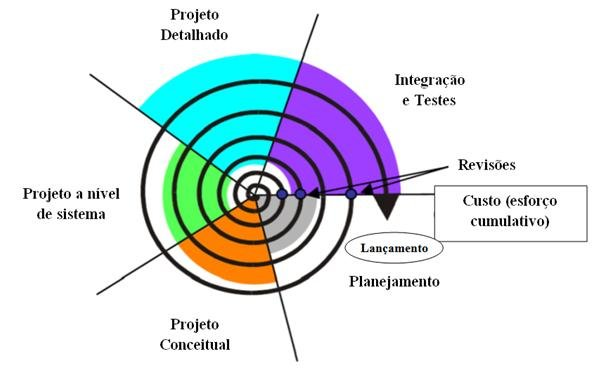 Projeto
Detalhado
Integração
e Testes
Revisões
Projeto a nível
de sistema
Custo (esforço
cumulativo)
Lançamento
Planejamento
Projeto
Conceitual